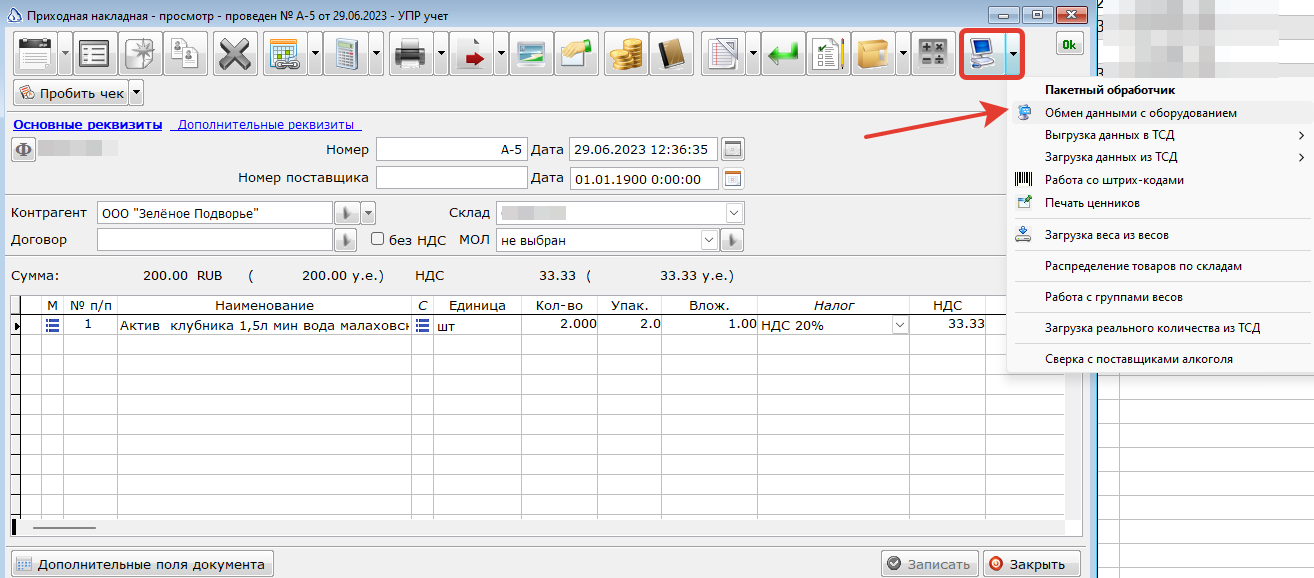 Приходная накладная - просмотр - проведен № А-5 от 29.06.2023 - УПР учет
Ok
Пробить чек
Основные реквизиты Дополнительные реквизиты
Ф
Номер А-5 Дата 29.06.2023 12:36:35
Номер поставщика Дата 01.01.1900 0:00:00
Контрагент ООО "Зелёное Подворье" Склад
Договор без НДС МОЛ не выбран
Сумма: 200.00 RUB ( 200.00 у.е.) НДС 33.33 ( 33.33 у.е.)
М № п/п Наименование С Единица Кол-во Упак. Влож. Налог НДС
1 Актив клубника 1,5л мин вода малаховск шт 2.000 2.0 1.00 НДС 20% 33.33
Дополнительные поля документа Записать Закрыть
Пакетный обработчик
Обмен данными с оборудованием
Выгрузка данных в ТСД
Загрузка данных из ТСД
Работа со штрих-кодами
Печать ценников
Загрузка веса из весов
Распределение товаров по складам
Работа с группами весов
Загрузка реального количества из ТСД
Сверка с поставщиками алкоголя
2
3
3